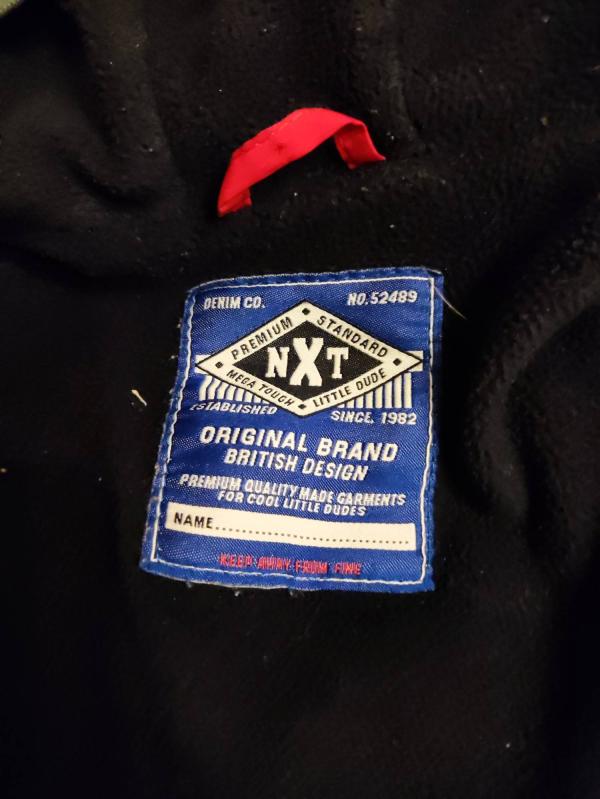 DENIM CO. NO.52489
PREMIUM STANDARD
NXT
MEGA TOUGH LITTLE DUDE
ESTABLISHED SINCE. 1982
ORIGINAL BRAND
BRITISH DESIGN
PREMIUM QUALITY MADE GARMENTS
FOR COOL LITTLE DUDES
NAME
KEEP AWAY FROM FIRE